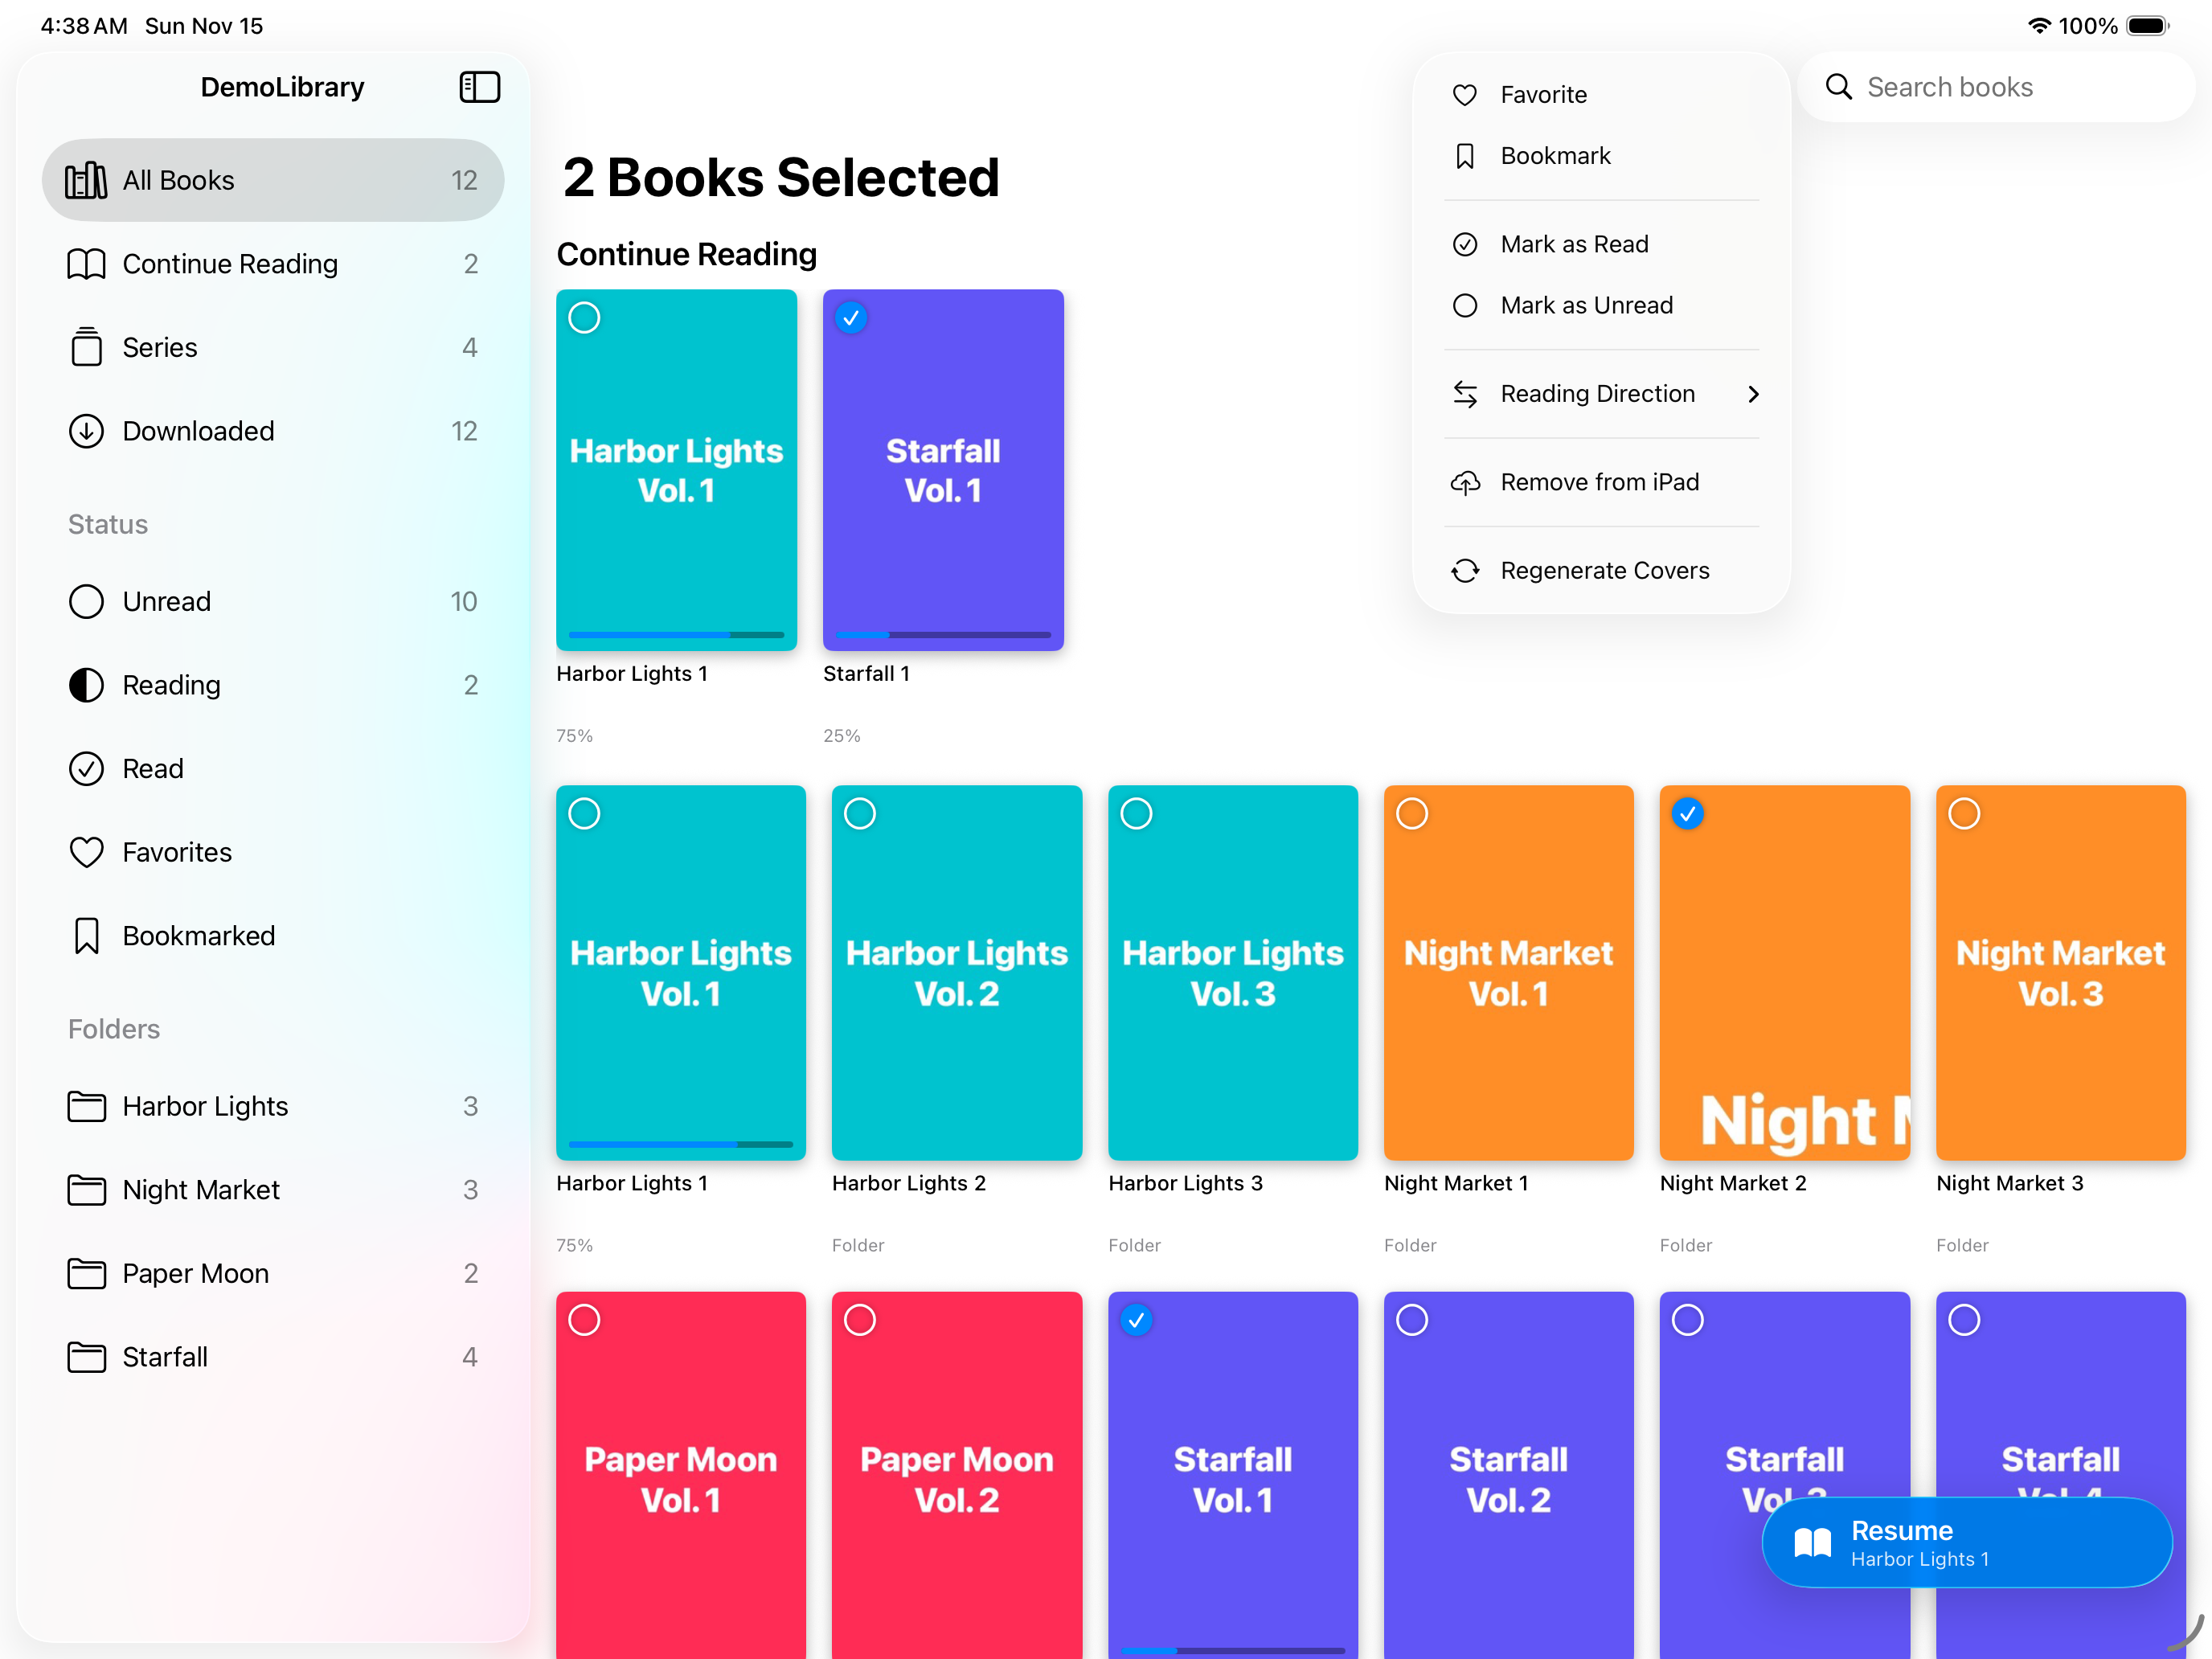 4:38 AM Sun Nov 15
100%
DemoLibrary
All Books 12
Continue Reading 2
Series 4
Downloaded 12
Status
Unread 10
Reading 2
Read
Favorites
Bookmarked
Folders
Harbor Lights 3
Night Market 3
Paper Moon 2
Starfall 4
2 Books Selected
Favorite
Bookmark
Mark as Read
Mark as Unread
Reading Direction
Remove from iPad
Regenerate Covers
Search books
Continue Reading
Harbor Lights
Vol. 1
Harbor Lights 1
75%
Starfall
Vol. 1
Starfall 1
25%
Harbor Lights
Vol. 1
Harbor Lights 1
75%
Harbor Lights
Vol. 2
Harbor Lights 2
Folder
Harbor Lights
Vol. 3
Harbor Lights 3
Folder
Night Market
Vol. 1
Night Market 1
Folder
Night
Night Market 2
Folder
Night Market
Vol. 3
Night Market 3
Folder
Paper Moon
Vol. 1
Paper Moon
Vol. 2
Starfall
Vol. 1
Starfall
Vol. 2
Starfall
Vol. 3
Starfall
Vol. 4
Resume
Harbor Lights 1